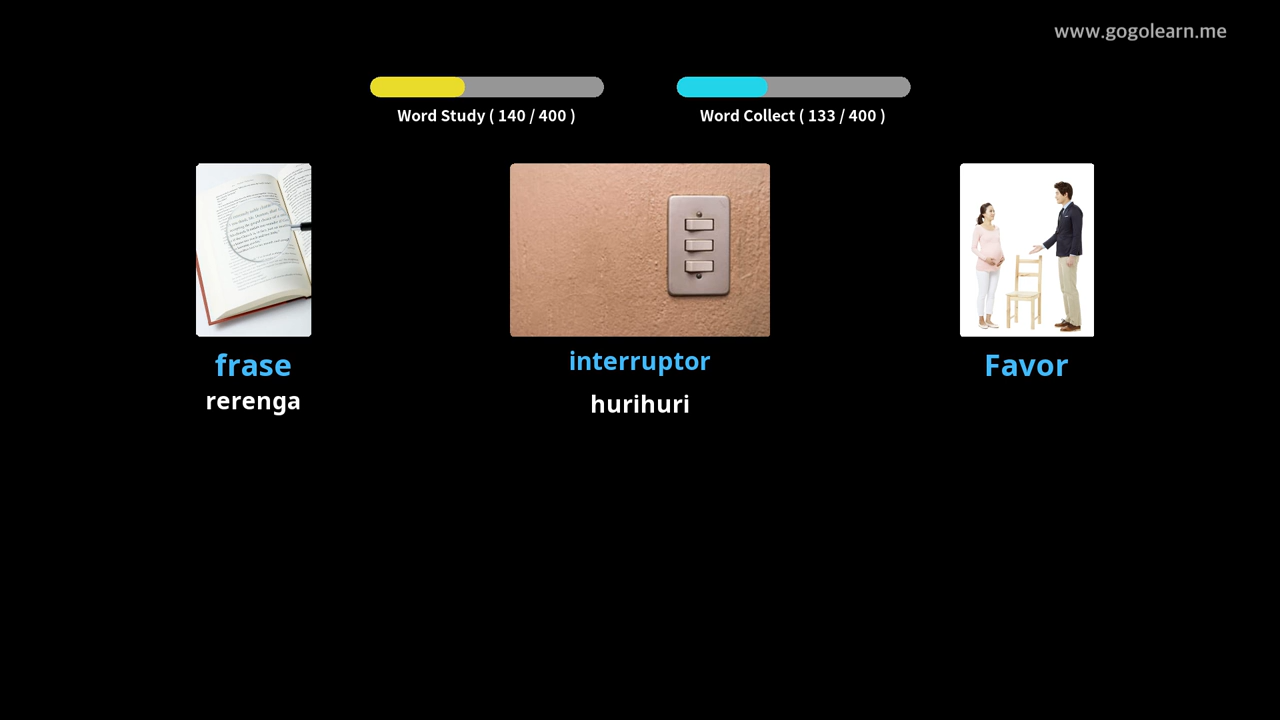 www.gogolearn.me
Word Study ( 140 / 400 )
Word Collect ( 133 / 400 )
frase
rerenga
interruptor
hurihuri
Favor